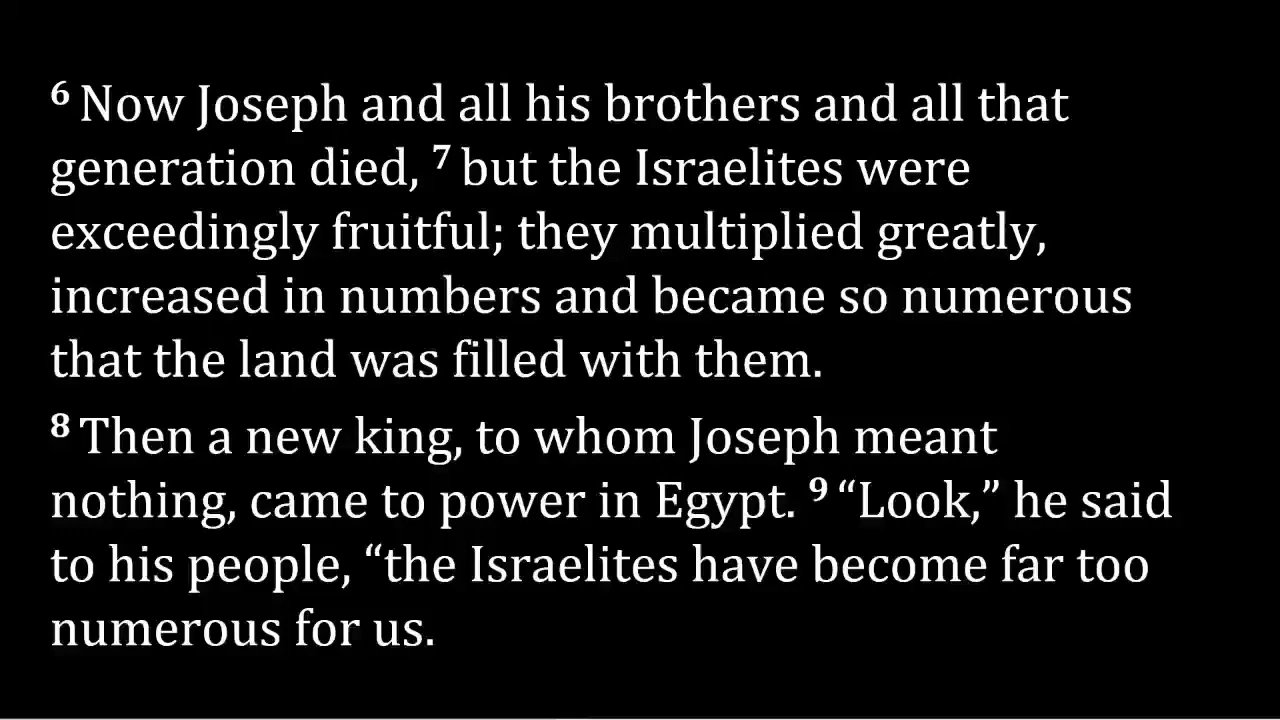 ⁶ Now Joseph and all his brothers and all that
generation died, ⁷ but the Israelites were
exceedingly fruitful; they multiplied greatly,
increased in numbers and became so numerous
that the land was filled with them.
⁸ Then a new king, to whom Joseph meant
nothing, came to power in Egypt. ⁹ “Look,” he said
to his people, “the Israelites have become far too
numerous for us.